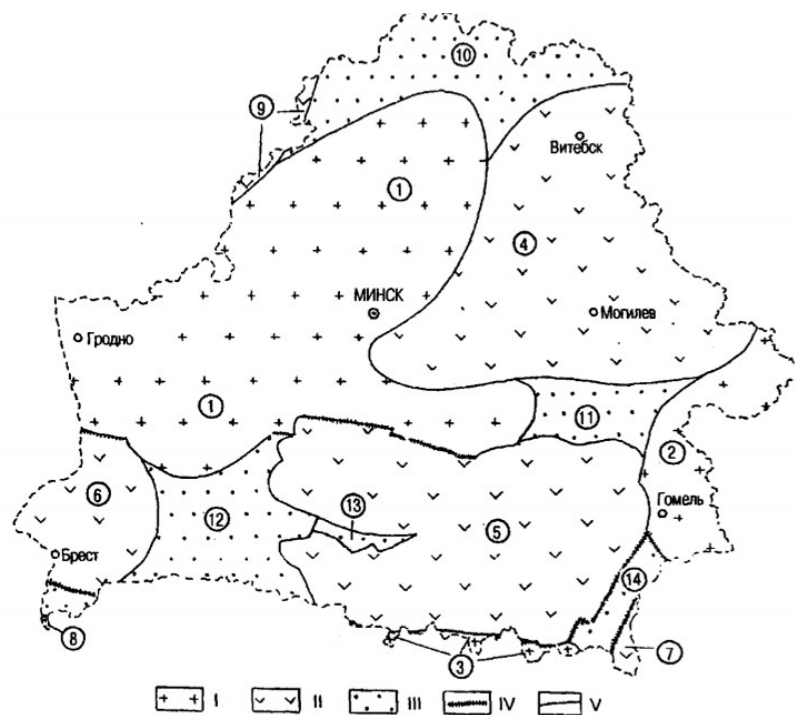 10
9
Витебск
1
4
МИНСК
Могилев
Гродно
1
11
2
6
Гомель
12
13
5
Брест
14
8
3
7
I II III IV V